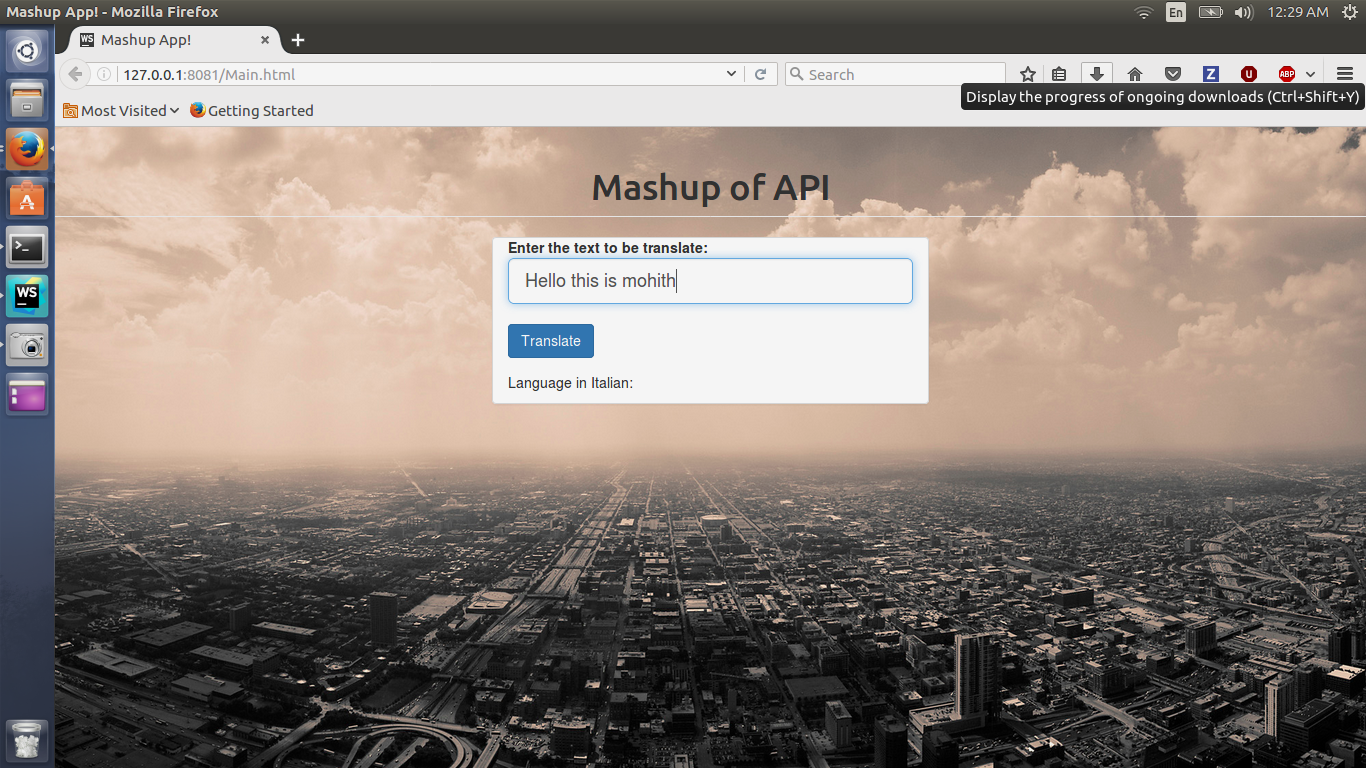 Mashup App! - Mozilla Firefox
En
12:29 AM
WS
Mashup App!
127.0.0.1:8081/Main.html
Search
Z
u
ABP
Display the progress of ongoing downloads (Ctrl+Shift+Y)
Most Visited
Getting Started
A
WS
Mashup of API
Enter the text to be translate:
Hello this is mohith
Translate
Language in Italian: